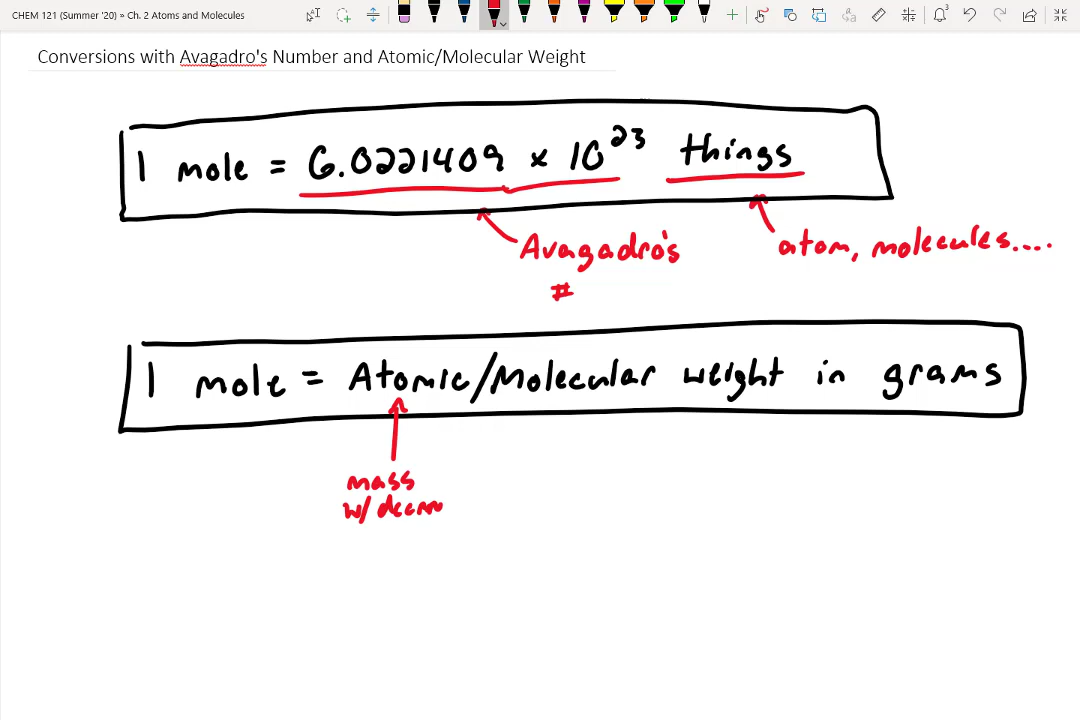 CHEM 121 (Summer '20) » Ch. 2 Atoms and Molecules
3
Conversions with Avagadro's Number and Atomic/Molecular Weight
1 mole = 6.0221409 x 10²³ things
Avagadro's
#
atom, molecules....
1 mole = Atomic/Molecular weight in grams
mass
w/